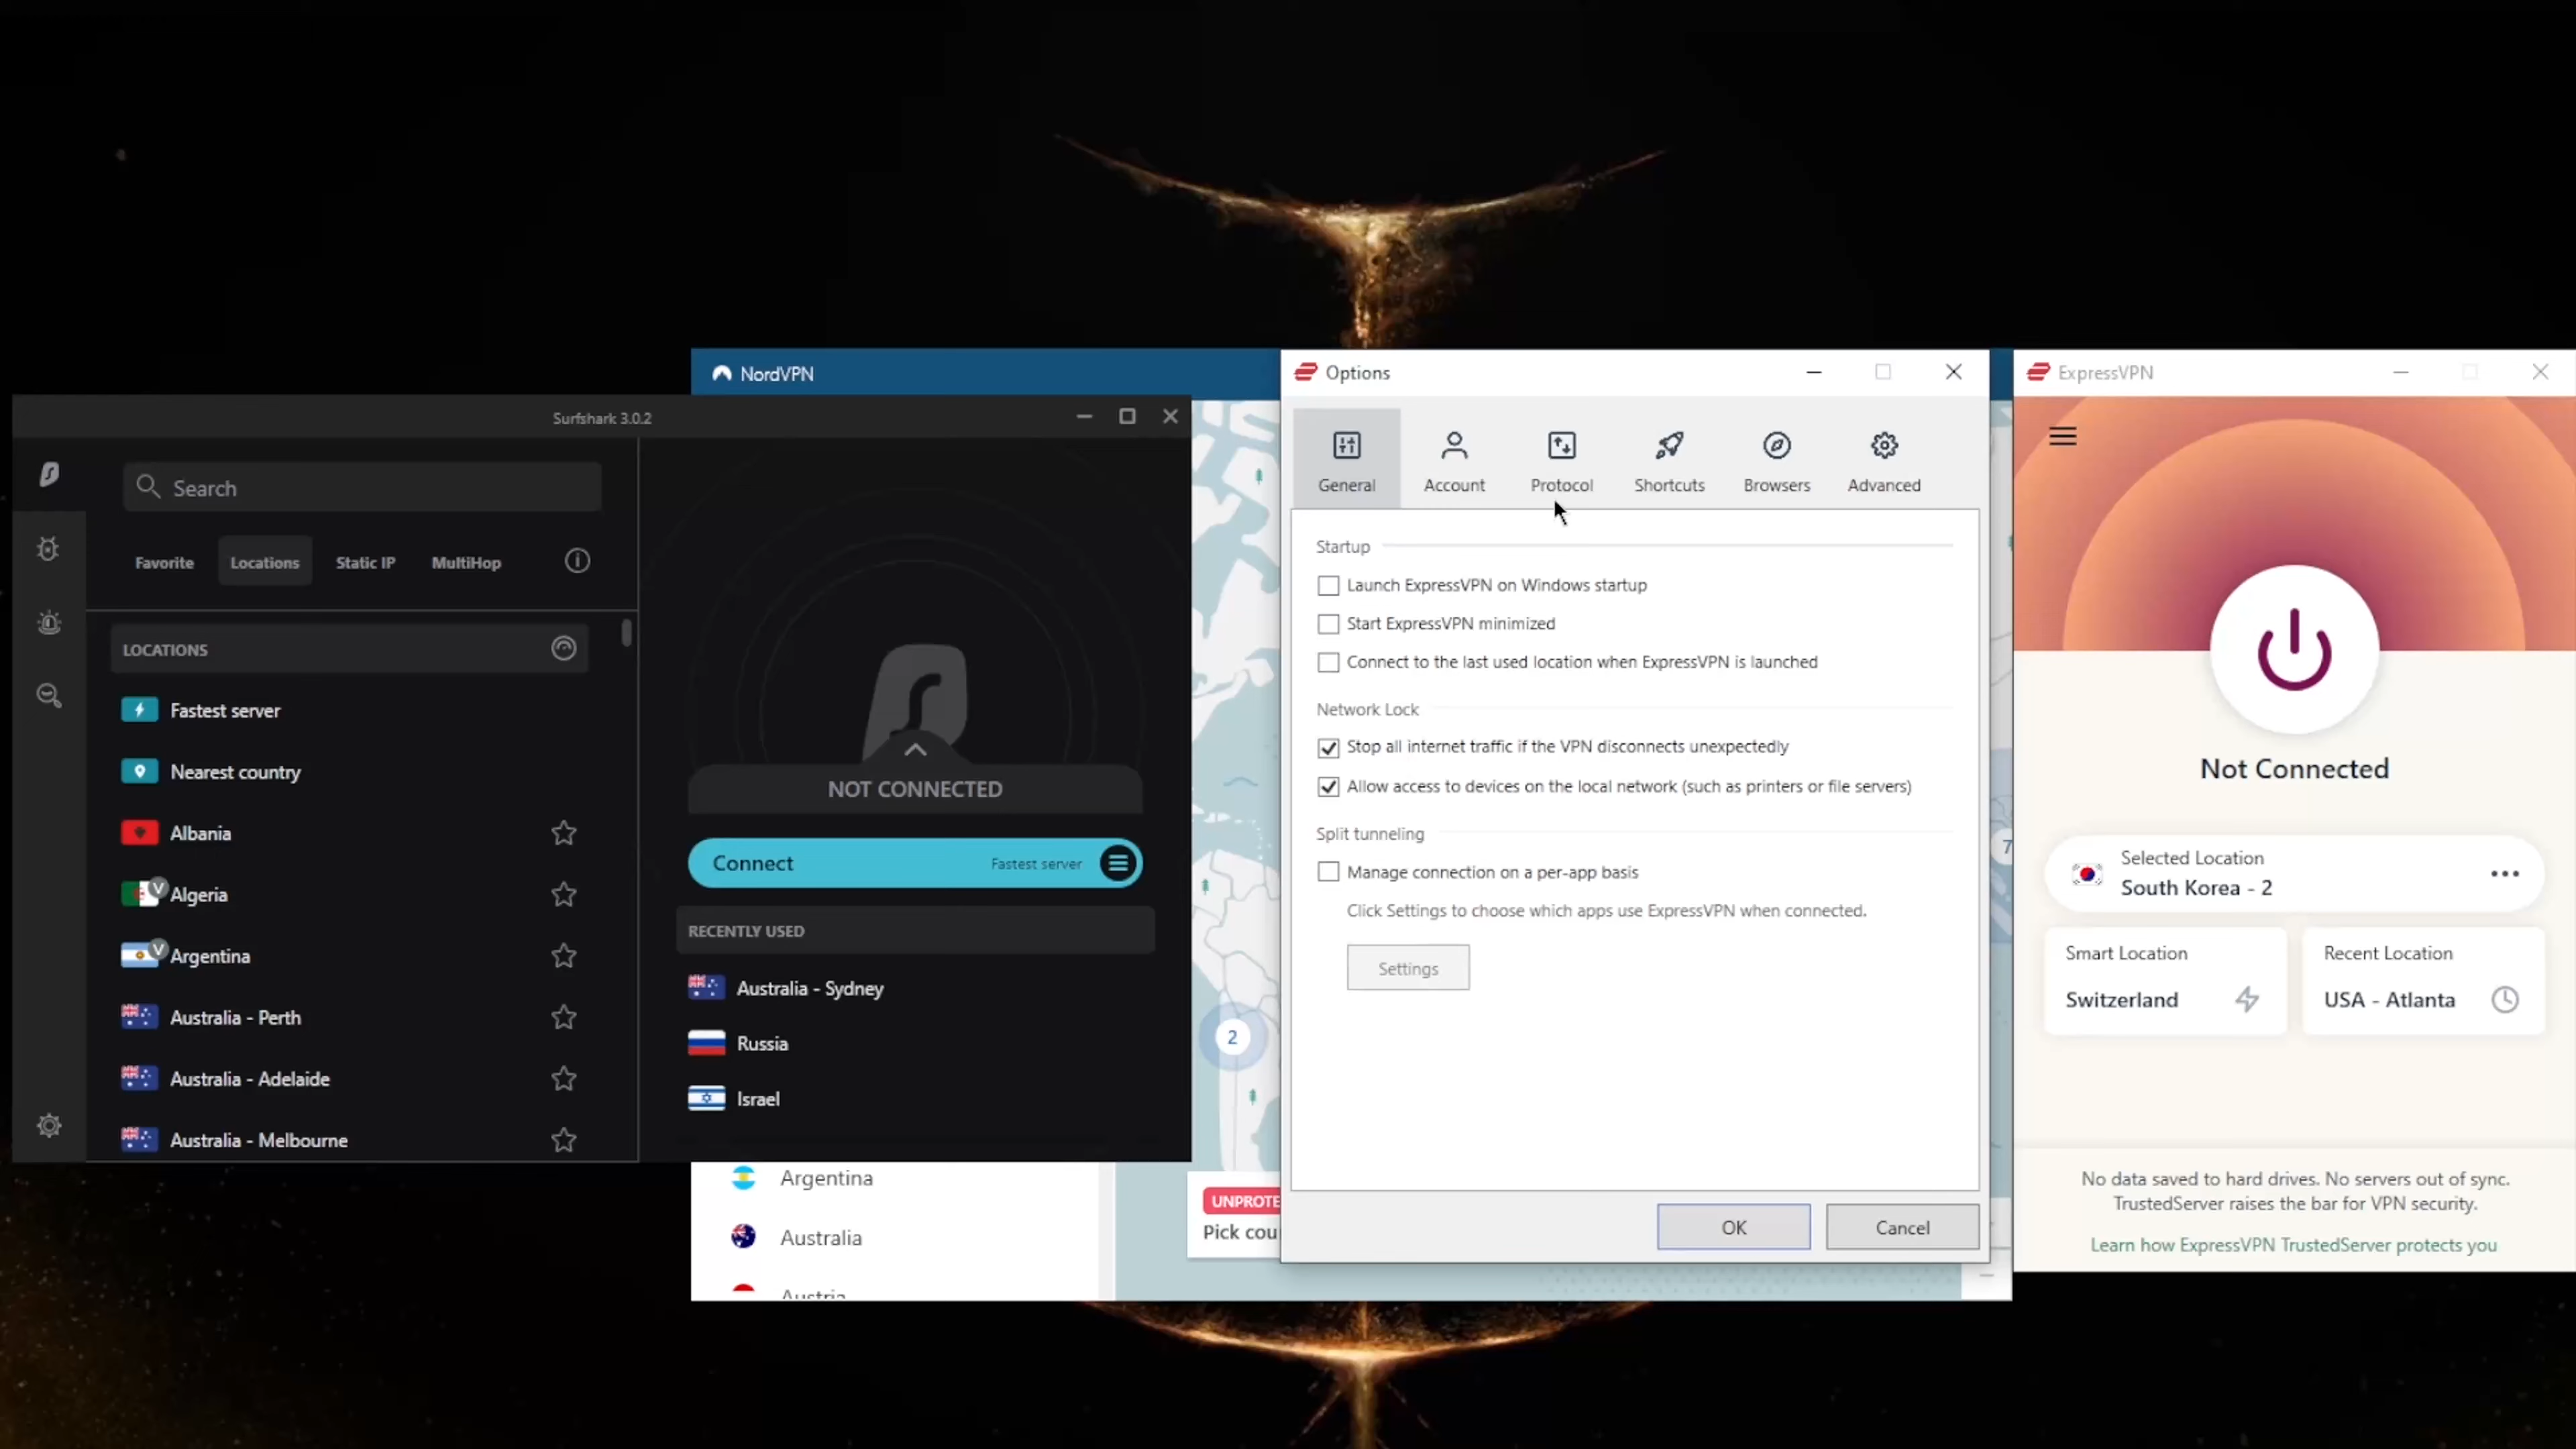 NordVPN
Surfshark 3.0.2
Search
Favorite
Locations
Static IP
MultiHop
LOCATIONS
Fastest server
Nearest country
Albania
Algeria
Argentina
Australia - Perth
Australia - Adelaide
Australia - Melbourne
NOT CONNECTED
Connect
Fastest server
RECENTLY USED
Australia - Sydney
Russia
Israel
Argentina
Australia
Austria
2
7
UNPROTE
Pick cou
Options
General
Account
Protocol
Shortcuts
Browsers
Advanced
Startup
Launch ExpressVPN on Windows startup
Start ExpressVPN minimized
Connect to the last used location when ExpressVPN is launched
Network Lock
Stop all internet traffic if the VPN disconnects unexpectedly
Allow access to devices on the local network (such as printers or file servers)
Split tunneling
Manage connection on a per-app basis
Click Settings to choose which apps use ExpressVPN when connected.
Settings
OK
Cancel
ExpressVPN
Not Connected
Selected Location
South Korea - 2
Smart Location
Switzerland
Recent Location
USA - Atlanta
No data saved to hard drives. No servers out of sync.
TrustedServer raises the bar for VPN security.
Learn how ExpressVPN TrustedServer protects you